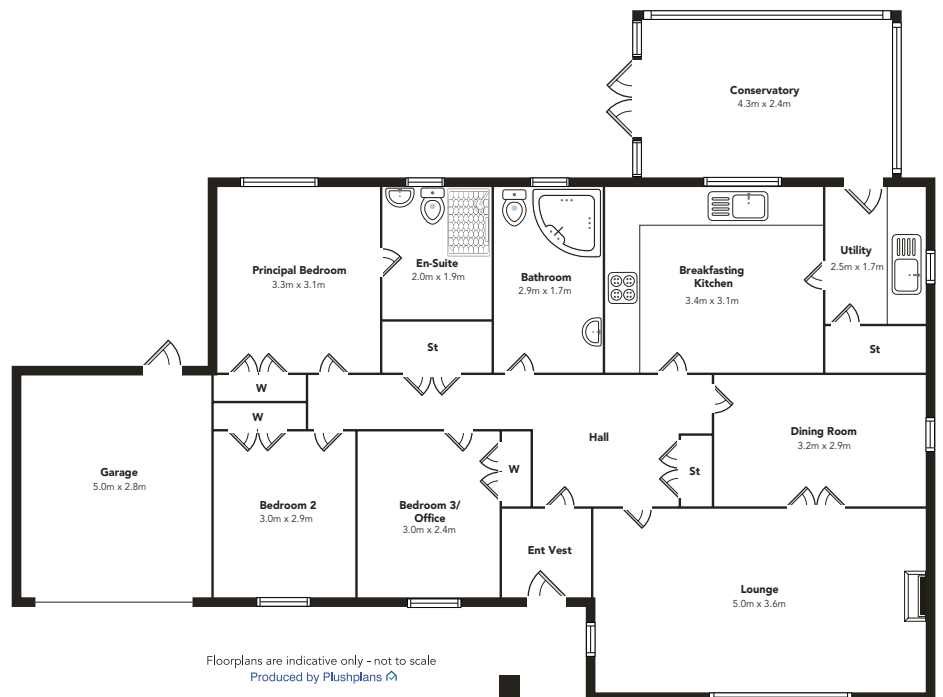 Conservatory
4.3m x 2.4m
Principal Bedroom
3.3m x 3.1m
En-Suite
2.0m x 1.9m
Bathroom
2.9m x 1.7m
Breakfasting
Kitchen
3.4m x 3.1m
Utility
2.5m x 1.7m
St
St
W
W
Garage
5.0m x 2.8m
Bedroom 2
3.0m x 2.9m
Bedroom 3/
Office
3.0m x 2.4m
W
Hall
St
Dining Room
3.2m x 2.9m
Ent Vest
Lounge
5.0m x 3.6m
Floorplans are indicative only - not to scale
Produced by Plushplans